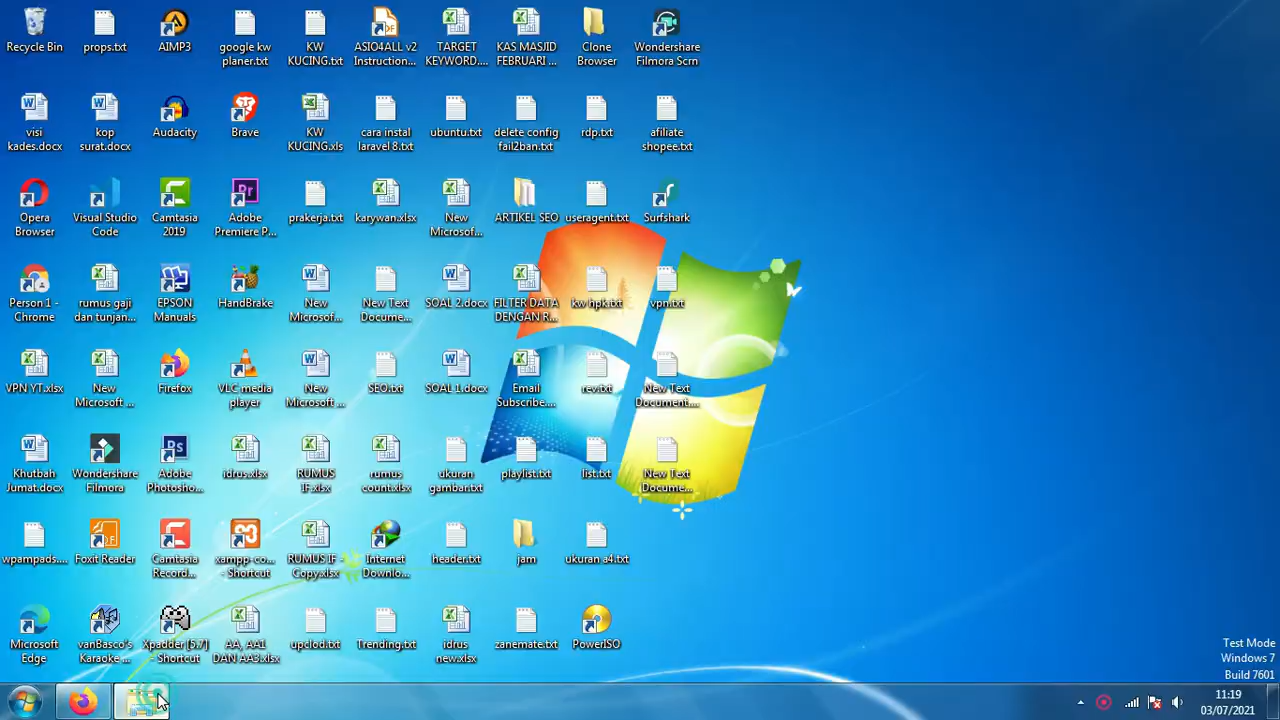 Recycle Bin
props.txt
AIMP3
google kw
planer.txt
KW
KUCING.txt
ASIO4ALL v2
Instruction...
TARGET
KEYWORD....
KAS MASJID
FEBRUARI ...
Clone
Browser
Wondershare
Filmora Scrn
visi
kades.docx
kop
surat.docx
Audacity
Brave
KW
KUCING.xls
cara instal
laravel 8.txt
ubuntu.txt
delete config
fail2ban.txt
rdp.txt
afiliate
shopee.txt
Opera
Browser
Visual Studio
Code
Camtasia
2019
Adobe
Premiere P...
prakerja.txt
karywan.xlsx
New
Microsof...
ARTIKEL SEO
useragent.txt
Surfshark
Person 1 -
Chrome
rumus gaji
dan tunjan...
EPSON
Manuals
HandBrake
New
Microsof...
New Text
Docume...
SOAL 2.docx
FILTER DATA
DENGAN R...
kw hpk.txt
vpn.txt
VPN YT.xlsx
New
Microsoft ...
Firefox
VLC media
player
New
Microsoft ...
SEO.txt
SOAL 1.docx
Email
Subscribe....
rev.txt
New Text
Document....
Khutbah
Jumat.docx
Wondershare
Filmora
Adobe
Photosho...
idrus.xlsx
RUMUS
IF.xlsx
rumus
count.xlsx
ukuran
gambar.txt
playlist.txt
list.txt
New Text
Docume...
wpampads....
Foxit Reader
Camtasia
Record...
xampp-co...
- Shortcut
RUMUS IF -
Copy.xlsx
Internet
Downlo...
header.txt
jam
ukuran a4.txt
Microsoft
Edge
vanBasco's
Karaoke ...
Xpadder [5.7]
- Shortcut
AA, AA1
DAN AA3.xlsx
uplod.txt
Trending.txt
idrus
new.xlsx
zanemate.txt
PowerISO
Test Mode
Windows 7
Build 7601
11:19
03/07/2021